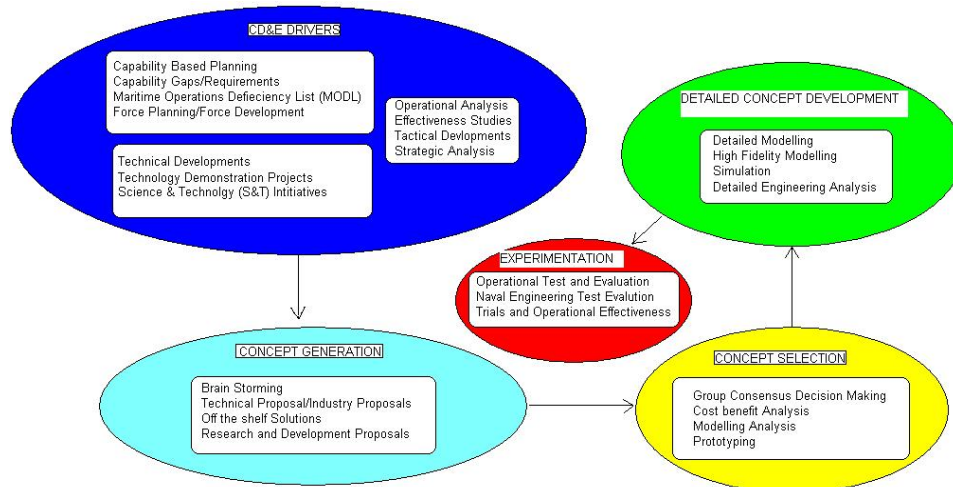 CD&E DRIVERS
Capability Based Planning
Capability Gaps/Requirements
Maritime Operations Defieciency List (MODL)
Force Planning/Force Development
Operational Analysis
Effectiveness Studies
Tactical Devlopments
Strategic Analysis
Technical Developments
Technology Demonstration Projects
Science & Technolgy (S&T) Intitiatives
DETAILED CONCEPT DEVELOPMENT
Detailed Modelling
High Fidelity Modelling
Simulation
Detailed Engineering Analysis
EXPERIMENTATION
Operational Test and Evaluation
Naval Engineering Test Evalution
Trials and Operational Effectiveness
CONCEPT GENERATION
Brain Storming
Technical Proposal/Industry Proposals
Off the shelf Solutions
Research and Development Proposals
CONCEPT SELECTION
Group Consensus Decision Making
Cost benefit Analysis
Modelling Analysis
Prototyping